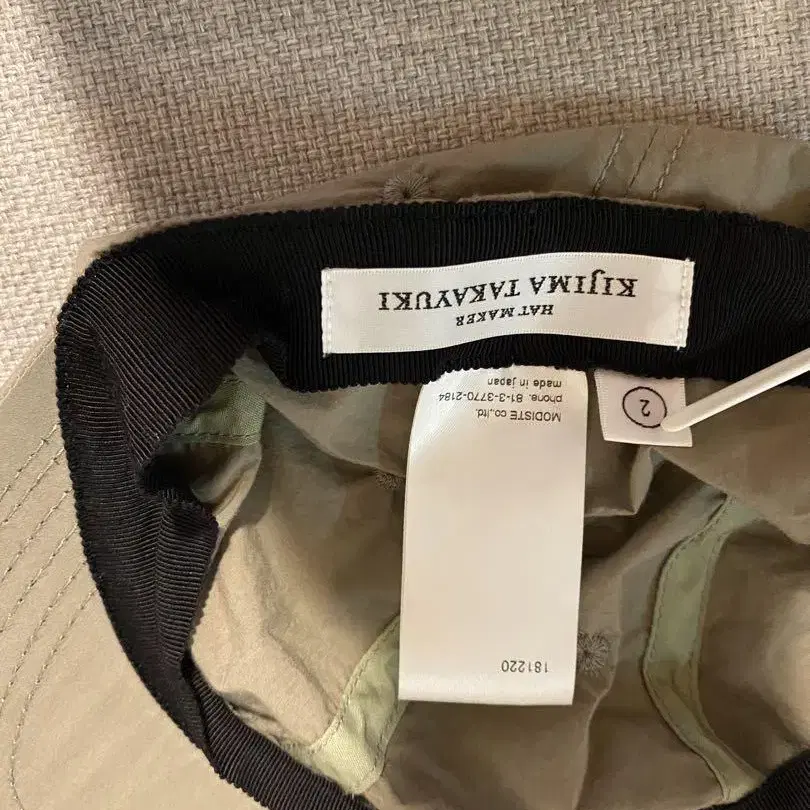 HAT MAKER
KIJIMA TAKAYUKI
2
181220
MODISTE co.,ltd.
phone. 81-3-3770-2184
made in japan